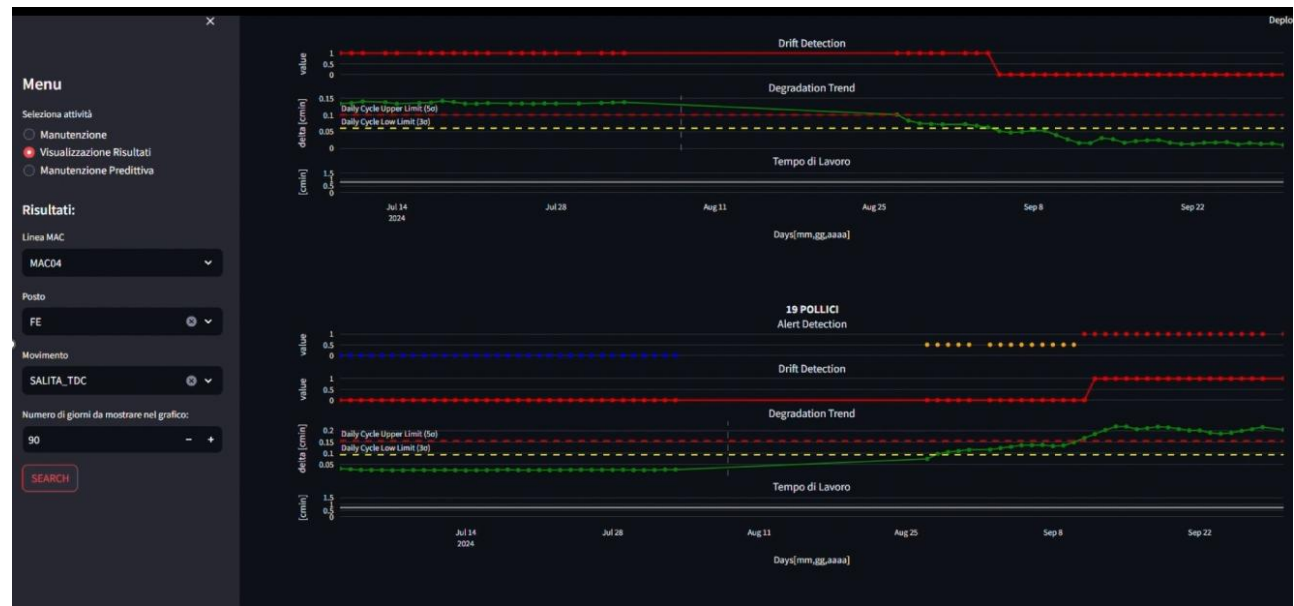 ×
Deplo
Menu
Seleziona attività
Manutenzione
Visualizzazione Risultati
Manutenzione Predittiva
Risultati:
Linea MAC
MAC04
Posto
FE
Movimento
SALITA_TDC
Numero di giorni da mostrare nel grafico:
90
- +
SEARCH
Drift Detection
value
1
0.5
0
Degradation Trend
delta [cmin]
0.15
0.1
0.05
0
Daily Cycle Upper Limit (5σ)
Daily Cycle Low Limit (3σ)
Tempo di Lavoro
[cmin]
1.5
1
0.5
0
Jul 14 Jul 28 Aug 11 Aug 25 Sep 8 Sep 22
2024
Days[mm,gg,aaaa]
19 POLLICI
Alert Detection
value
1
0.5
0
Drift Detection
value
1
0.5
0
Degradation Trend
delta [cmin]
0.2
0.15
0.1
0.05
Daily Cycle Upper Limit (5σ)
Daily Cycle Low Limit (3σ)
Tempo di Lavoro
[cmin]
1.5
1
0.5
0
Jul 14 Jul 28 Aug 11 Aug 25 Sep 8 Sep 22
2024
Days[mm,gg,aaaa]